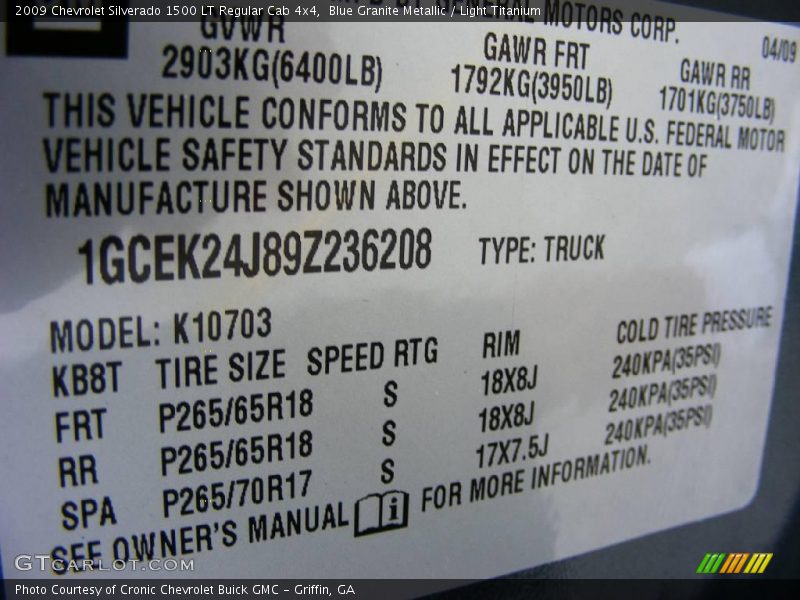 2009 Chevrolet Silverado 1500 LT Regular Cab 4x4, Blue Granite Metallic / Light Titanium
GENERAL MOTORS CORP.
04/09
GVWR GAWR FRT GAWR RR
2903KG(6400LB) 1792KG(3950LB) 1701KG(3750LB)
THIS VEHICLE CONFORMS TO ALL APPLICABLE U.S. FEDERAL MOTOR
VEHICLE SAFETY STANDARDS IN EFFECT ON THE DATE OF
MANUFACTURE SHOWN ABOVE.
1GCEK24J89Z236208 TYPE: TRUCK
MODEL: K10703
KB8T TIRE SIZE SPEED RTG RIM COLD TIRE PRESSURE
FRT P265/65R18 S 18X8J 240KPA(35PSI)
RR P265/65R18 S 18X8J 240KPA(35PSI)
SPA P265/70R17 S 17X7.5J 240KPA(35PSI)
SEE OWNER'S MANUAL FOR MORE INFORMATION.
GTCARLOT.COM
Photo Courtesy of Cronic Chevrolet Buick GMC – Griffin, GA